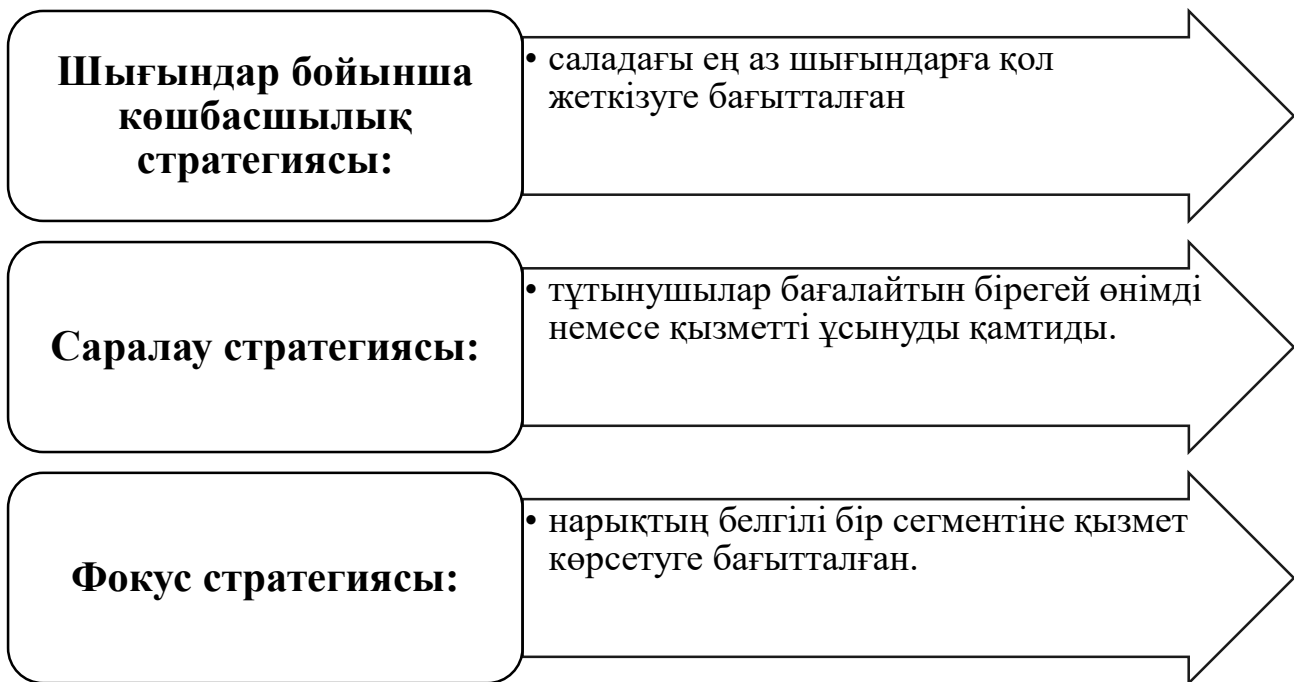 Шығындар бойынша
көшбасшылық
стратегиясы:
• саладағы ең аз шығындарға қол
жеткізуге бағытталған
Саралау стратегиясы:
• тұтынушылар бағалайтын бірегей өнімді
немесе қызметті ұсынуды қамтиды.
Фокус стратегиясы:
• нарықтың белгілі бір сегментіне қызмет
көрсетуге бағытталған.